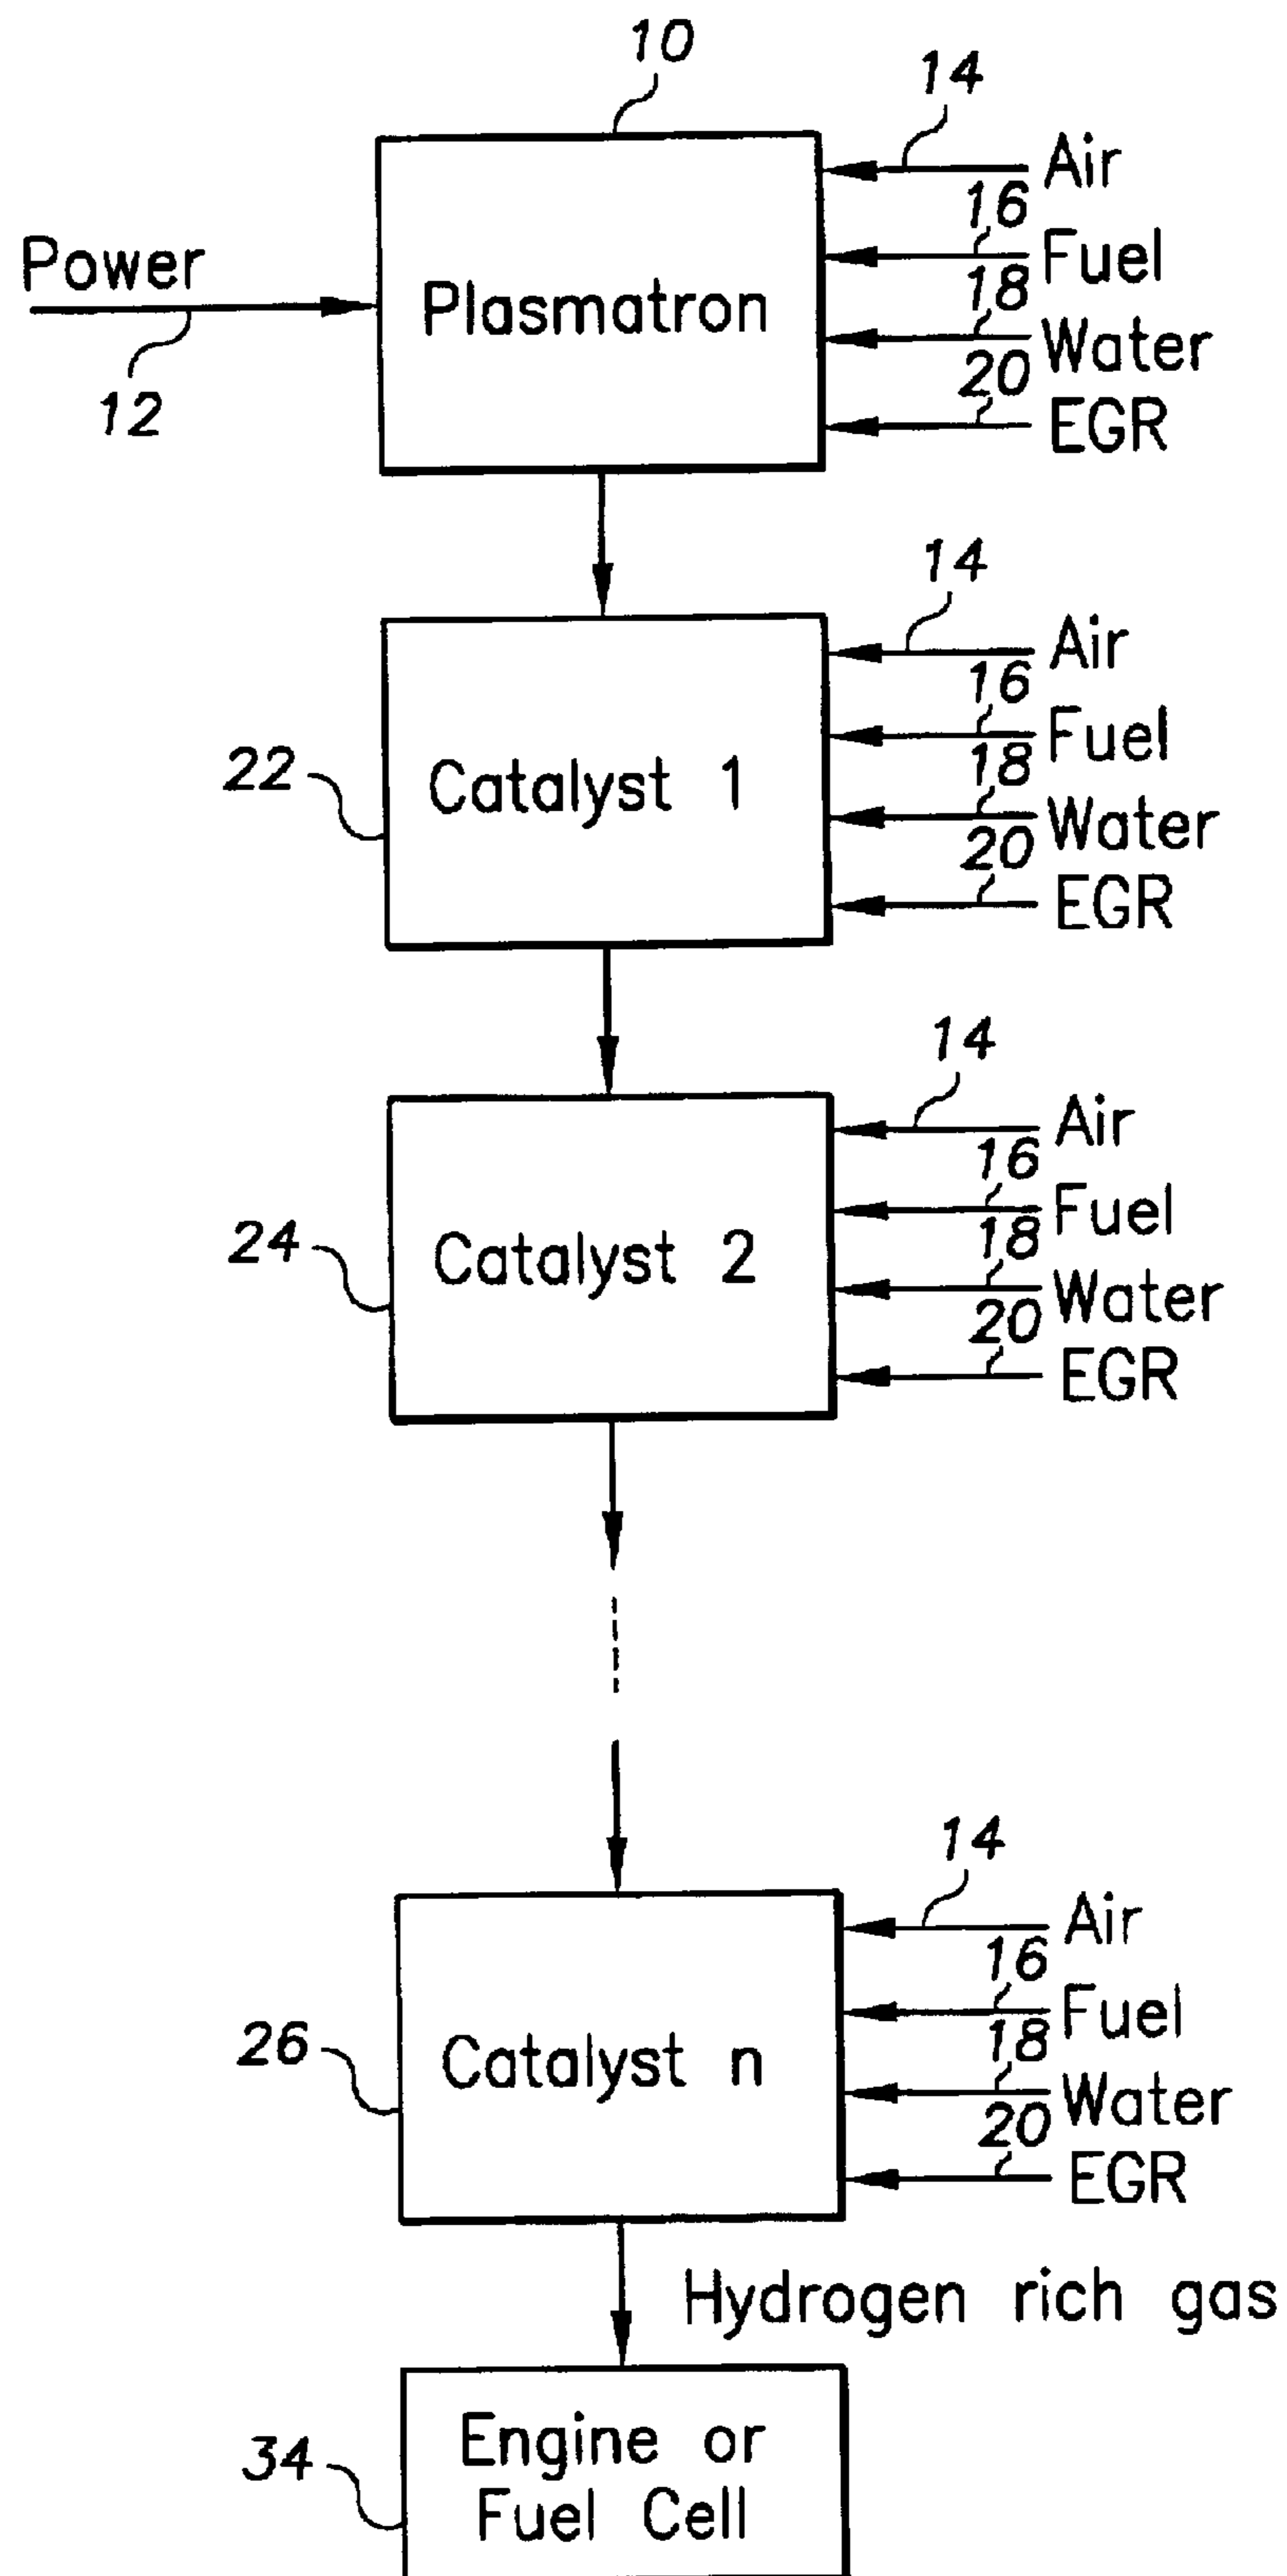 10
14
Air
16
Fuel
Power
18
Plasmatron
Water
20
12
EGR
14
Air
16
Fuel
22
Catalyst 1
18
Water
20
EGR
14
Air
16
Fuel
24
Catalyst 2
18
Water
20
EGR
14
Air
16
Fuel
26
Catalyst n
18
Water
20
EGR
Hydrogen rich gas
34
Engine or
Fuel Cell